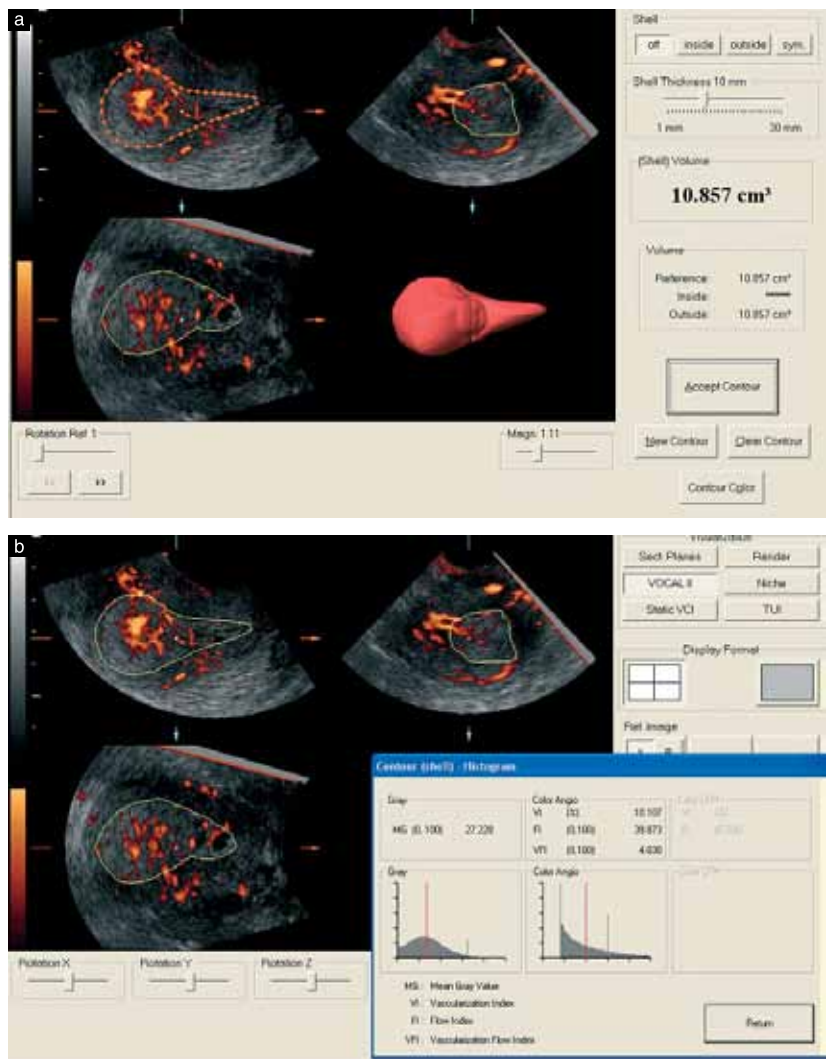 a
Shell
off inside outside sym.
Shell Thickness 10 mm
1 mm 30 mm
(Shell) Volume
10.857 cm³
Volume
Reference: 10.857 cm³
Inside:
Outside: 10.857 cm³
Accept Contour
New Contour Clear Contour
Contour Color
Rotation Ref. 1
Magn. 1.11
b
Visualization
Sect Planes Render
VOCAL II Niche
Static VCI TUI
Display Format
Ref. Image
Contour (shell) - Histogram
Gray
MG (0, 100) 27.228
Color Angio
VI (%) 10.107
FI (0,100) 39.873
VFI (0,100) 4.030
Gray
Color Angio
MG : Mean Gray Value
VI : Vascularization Index
FI : Flow Index
VFI : Vascularization Flow Index
Return
Rotation X Rotation Y Rotation Z